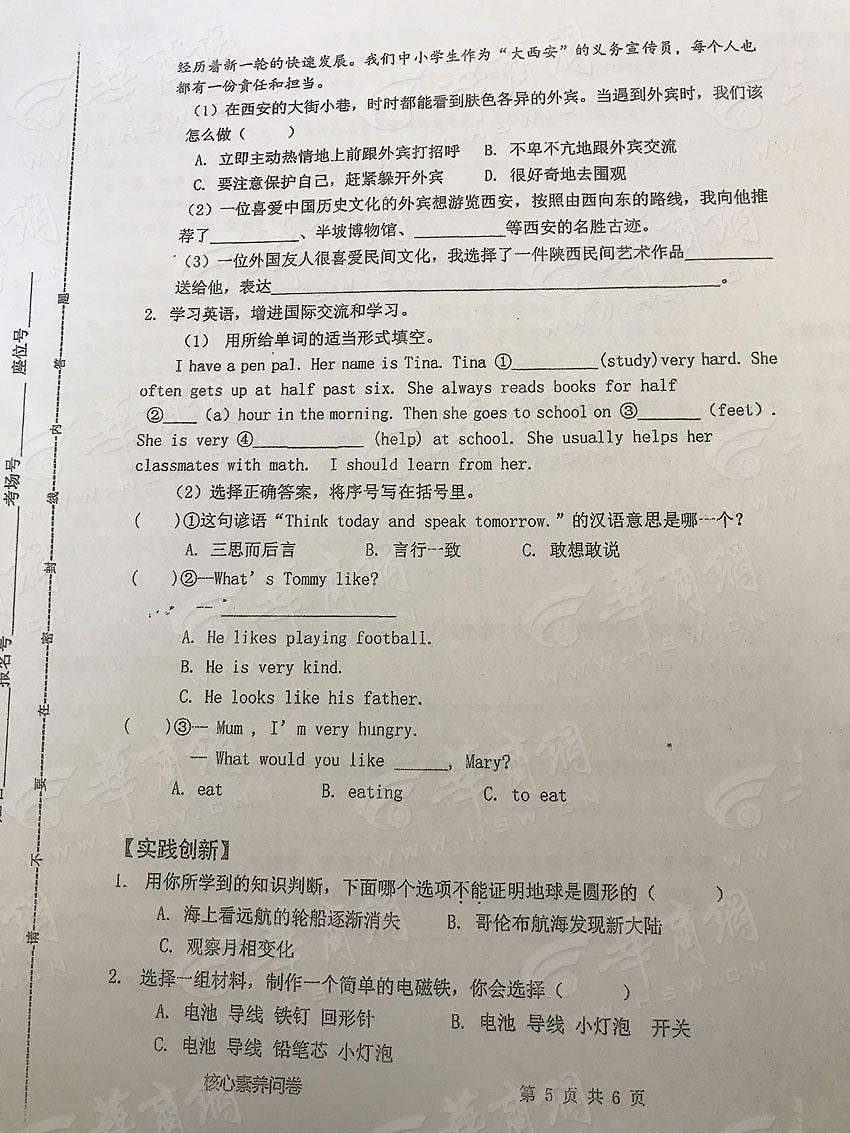 经历着新一轮的快速发展。我们中小学生作为“大西安”的义务宣传员，每个人也
都有一份责任和担当。
（1）在西安的大街小巷，时时都能看到肤色各异的外宾。当遇到外宾时，我们该
怎么做（　　）
A. 立即主动热情地上前跟外宾打招呼　B. 不卑不亢地跟外宾交流
C. 要注意保护自己，赶紧躲开外宾　D. 很好奇地去围观
（2）一位喜爱中国历史文化的外宾想游览西安，按照由西向东的路线，我向他推
荐了__________、半坡博物馆、__________等西安的名胜古迹。
（3）一位外国友人很喜爱民间文化，我选择了一件陕西民间艺术作品__________
送给他，表达____________________。
2. 学习英语，增进国际交流和学习。
（1） 用所给单词的适当形式填空。
I have a pen pal. Her name is Tina. Tina ①__________(study)very hard. She
often gets up at half past six. She always reads books for half
②____ (a) hour in the morning. Then she goes to school on ③_______ (feet).
She is very ④____________ (help) at school. She usually helps her
classmates with math. I should learn from her.
（2）选择正确答案，将序号写在括号里。
(　　)①这句谚语“Think today and speak tomorrow.”的汉语意思是哪一个？
A. 三思而后言　B. 言行一致　C. 敢想敢说
(　　)②—What's Tommy like?
-- __________________
A. He likes playing football.
B. He is very kind.
C. He looks like his father.
(　　)③— Mum , I'm very hungry.
— What would you like ______, Mary?
A. eat　B. eating　C. to eat
【实践创新】
1. 用你所学到的知识判断，下面哪个选项不能证明地球是圆形的（　　）
A. 海上看远航的轮船逐渐消失　B. 哥伦布航海发现新大陆
C. 观察月相变化
2. 选择一组材料，制作一个简单的电磁铁，你会选择（　　）
A. 电池 导线 铁钉 回形针　B. 电池 导线 小灯泡 开关
C. 电池 导线 铅笔芯 小灯泡
核心素养问卷　第 5 页 共 6 页
报名号________考场号________座位号________
请不要在密封线内答题
华商网
WWW.HSW.CN